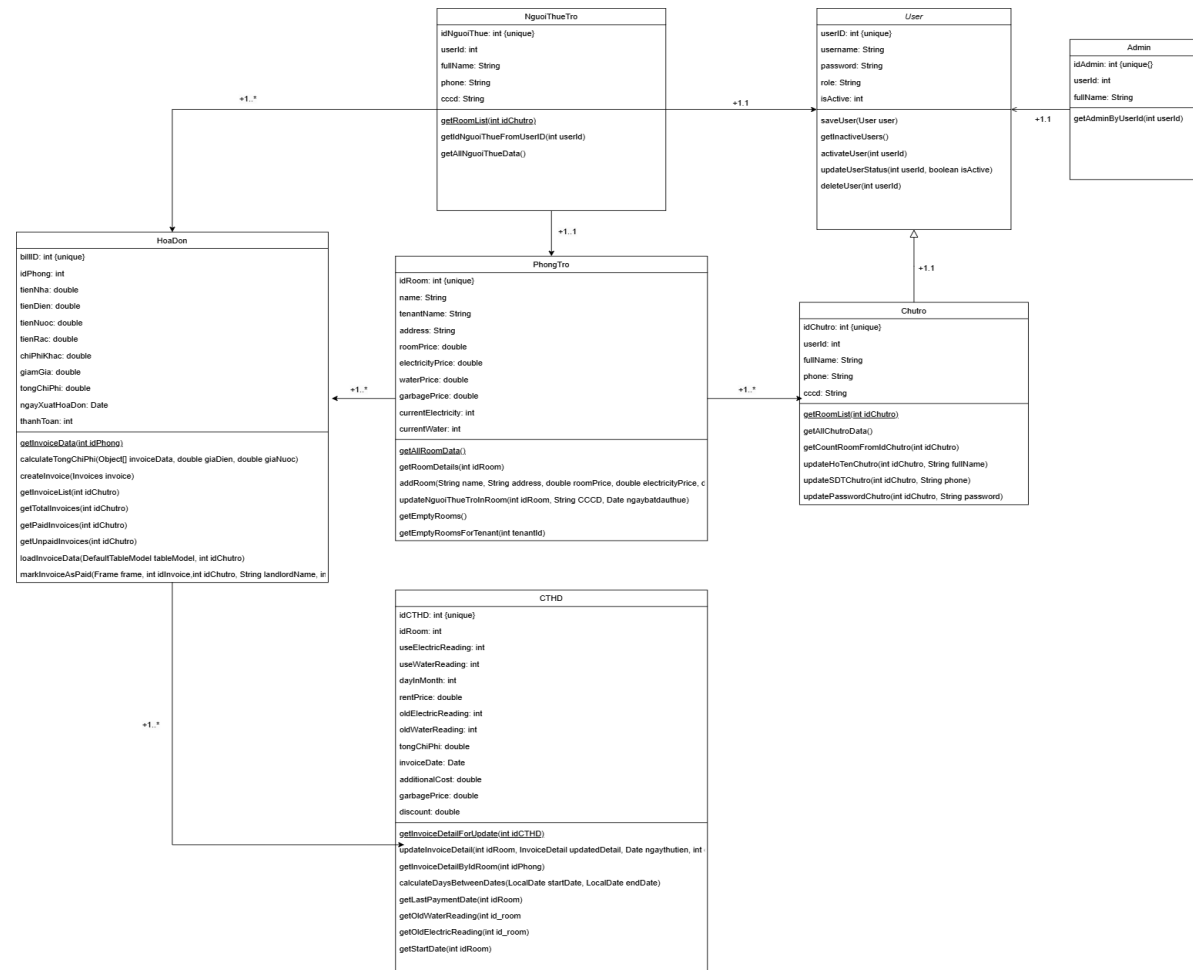 NguoiThueTro
idNguoiThue: int {unique}
userId: int
fullName: String
phone: String
cccd: String
getRoomList(int idChutro)
getIdNguoiThueFromUserID(int userId)
getAllNguoiThueData()
User
userID: int {unique}
username: String
password: String
role: String
isActive: int
saveUser(User user)
getInactiveUsers()
activateUser(int userId)
updateUserStatus(int userId, boolean isActive)
deleteUser(int userId)
Admin
idAdmin: int {unique{}
userId: int
fullName: String
getAdminByUserId(int userId)
+1..*
+1.1
+1.1
+1..1
+1.1
HoaDon
billID: int {unique}
idPhong: int
tienNha: double
tienDien: double
tienNuoc: double
tienRac: double
chiPhiKhac: double
giamGia: double
tongChiPhi: double
ngayXuatHoaDon: Date
thanhToan: int
getInvoiceData(int idPhong)
calculateTongChiPhi(Object[] invoiceData, double giaDien, double giaNuoc)
createInvoice(Invoices invoice)
getInvoiceList(int idChutro)
getTotalInvoices(int idChutro)
getPaidInvoices(int idChutro)
getUnpaidInvoices(int idChutro)
loadInvoiceData(DefaultTableModel tableModel, int idChutro)
markInvoiceAsPaid(Frame frame, int idInvoice,int idChutro, String landlordName, in
+1..*
PhongTro
idRoom: int {unique}
name: String
tenantName: String
address: String
roomPrice: double
electricityPrice: double
waterPrice: double
garbagePrice: double
currentElectricity: int
currentWater: int
getAllRoomData()
getRoomDetails(int idRoom)
addRoom(String name, String address, double roomPrice, double electricityPrice, d
updateNguoiThueTroInRoom(int idRoom, String CCCD, Date ngaybatdauthue)
getEmptyRooms()
getEmptyRoomsForTenant(int tenantId)
+1..*
Chutro
idChutro: int {unique}
userId: int
fullName: String
phone: String
cccd: String
getRoomList(int idChutro)
getAllChutroData()
getCountRoomFromIdChutro(int idChutro)
updateHoTenChutro(int idChutro, String fullName)
updateSDTChutro(int idChutro, String phone)
updatePasswordChutro(int idChutro, String password)
+1..*
CTHD
idCTHD: int {unique}
idRoom: int
useElectricReading: int
useWaterReading: int
dayInMonth: int
rentPrice: double
oldElectricReading: int
oldWaterReading: int
tongChiPhi: double
invoiceDate: Date
additionalCost: double
garbagePrice: double
discount: double
getInvoiceDetailForUpdate(int idCTHD)
updateInvoiceDetail(int idRoom, InvoiceDetail updatedDetail, Date ngaythutien, int
getInvoiceDetailByIdRoom(int idPhong)
calculateDaysBetweenDates(LocalDate startDate, LocalDate endDate)
getLastPaymentDate(int idRoom)
getOldWaterReading(int id_room
getOldElectricReading(int id_room)
getStartDate(int idRoom)